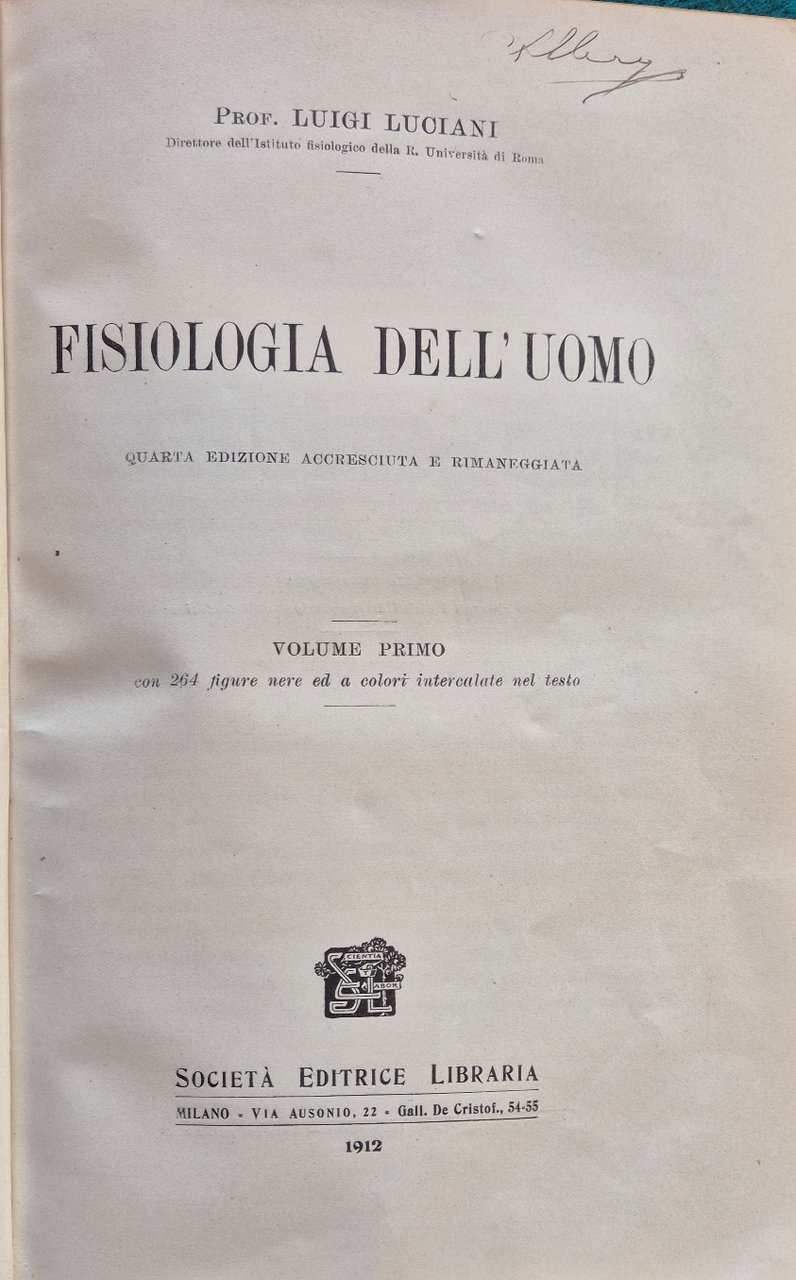 Prof. LUIGI LUCIANI
Direttore dell'Istituto fisiologico della R. Università di Roma
FISIOLOGIA DELL'UOMO
QUARTA EDIZIONE ACCRESCIUTA E RIMANEGGIATA
VOLUME PRIMO
con 264 figure nere ed a colori intercalate nel testo
SCIENTIA
LABOR
SOCIETÀ EDITRICE LIBRARIA
MILANO - VIA AUSONIO, 22 - Gall. De Cristof., 54-55
1912